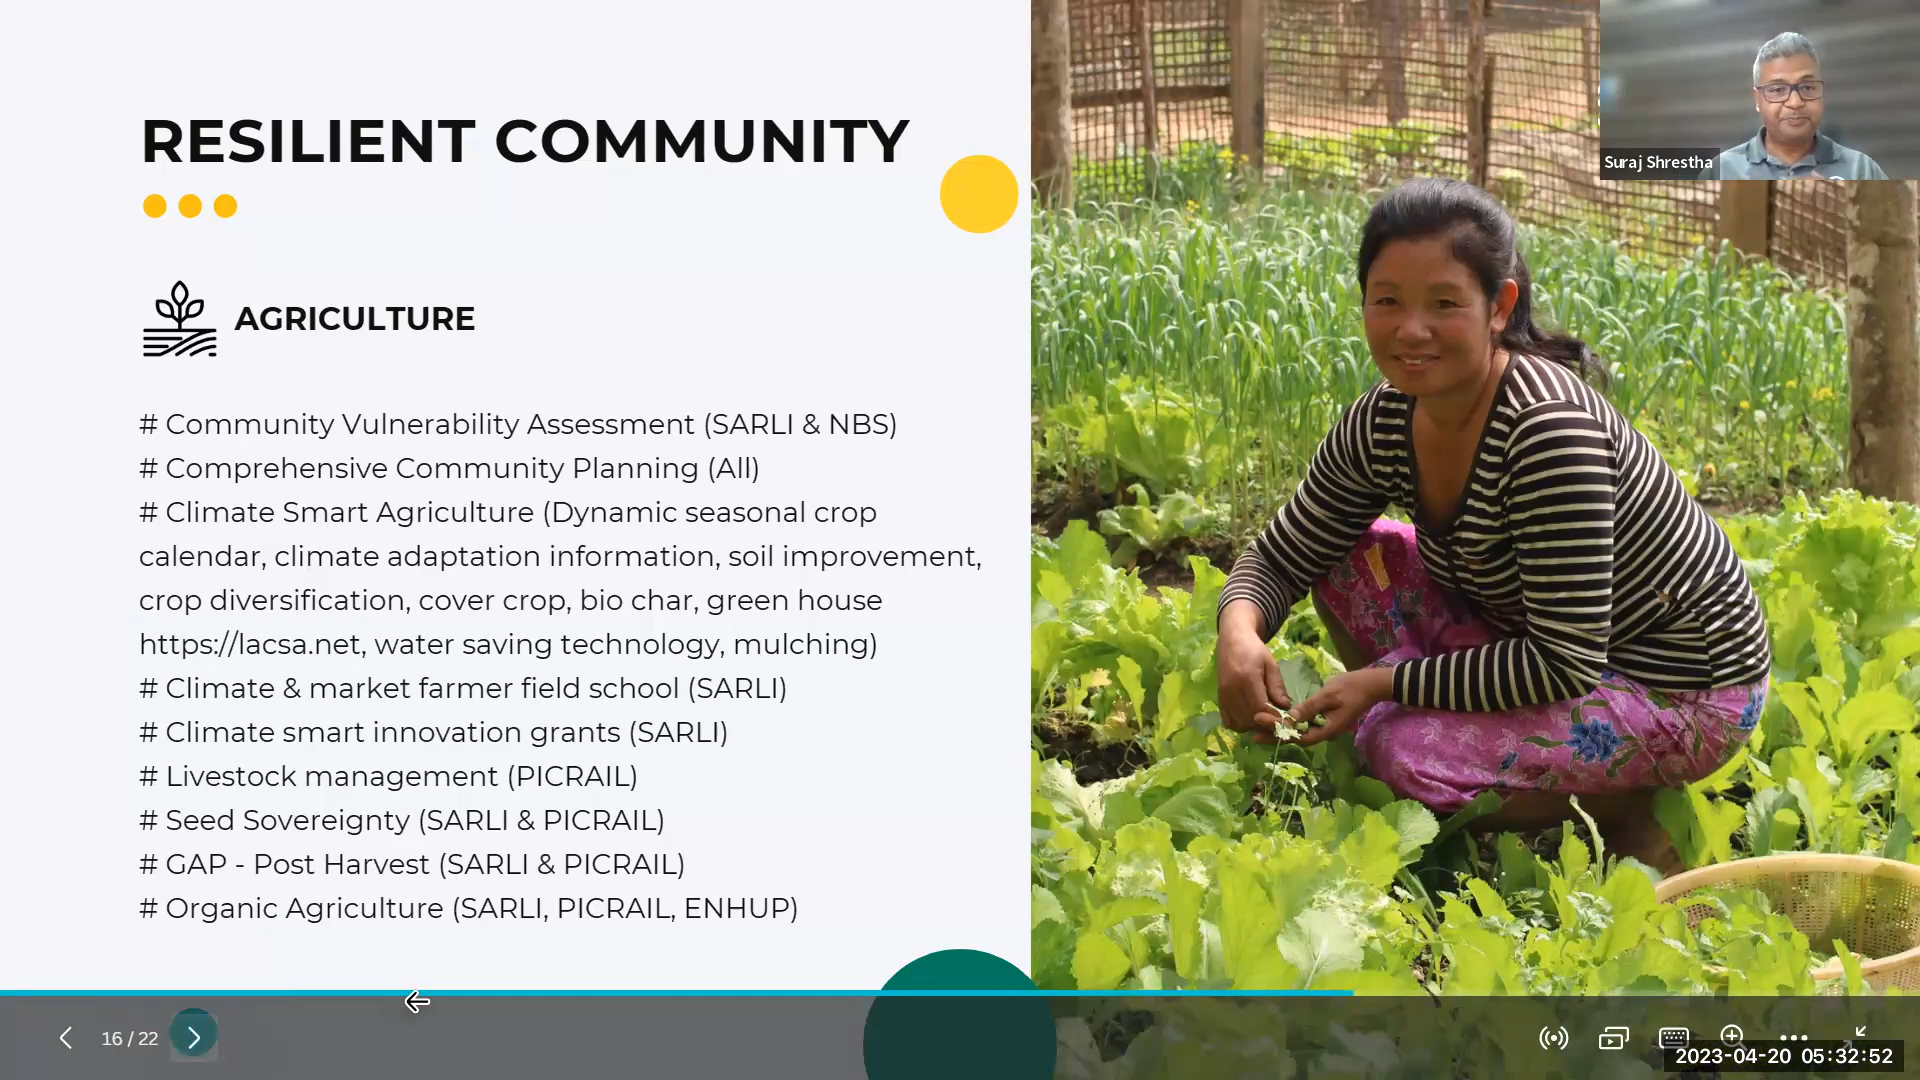 RESILIENT COMMUNITY
Suraj Shrestha
AGRICULTURE
# Community Vulnerability Assessment (SARLI & NBS)
# Comprehensive Community Planning (All)
# Climate Smart Agriculture (Dynamic seasonal crop
calendar, climate adaptation information, soil improvement,
crop diversification, cover crop, bio char, green house
https://lacsa.net, water saving technology, mulching)
# Climate & market farmer field school (SARLI)
# Climate smart innovation grants (SARLI)
# Livestock management (PICRAIL)
# Seed Sovereignty (SARLI & PICRAIL)
# GAP - Post Harvest (SARLI & PICRAIL)
# Organic Agriculture (SARLI, PICRAIL, ENHUP)
16 / 22
2023-04-20 05:32:52